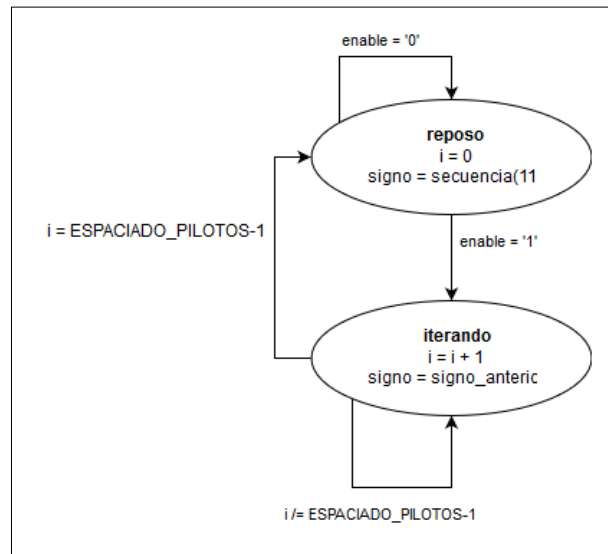 enable = '0'
reposo
i = 0
signo = secuencia(11
i = ESPACIADO_PILOTOS-1
enable = '1'
iterando
i = i + 1
signo = signo_anteric
i /= ESPACIADO_PILOTOS-1